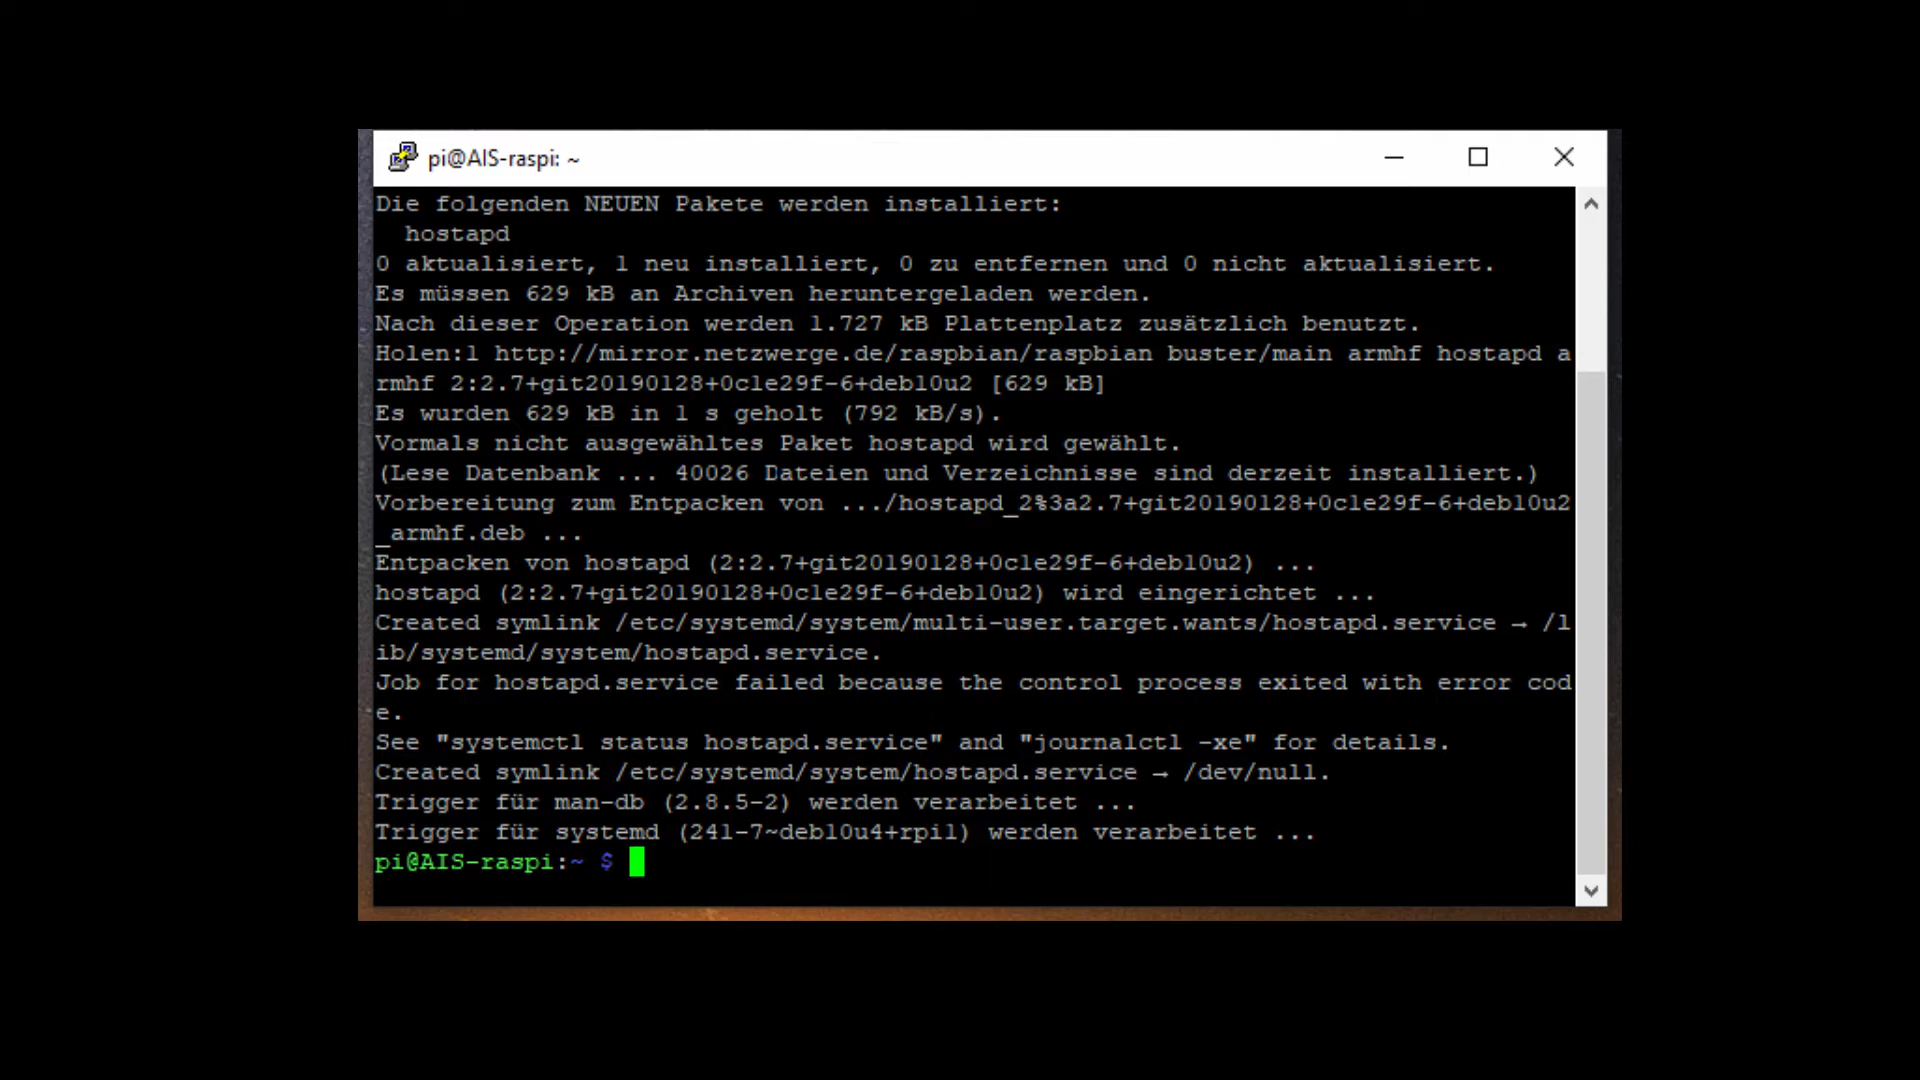 pi@AIS-raspi: ~
Die folgenden NEUEN Pakete werden installiert:
hostapd
0 aktualisiert, 1 neu installiert, 0 zu entfernen und 0 nicht aktualisiert.
Es müssen 629 kB an Archiven heruntergeladen werden.
Nach dieser Operation werden 1.727 kB Plattenplatz zusätzlich benutzt.
Holen:1 http://mirror.netzwerge.de/raspbian/raspbian buster/main armhf hostapd a
rmhf 2:2.7+git20190128+0c1e29f-6+deb10u2 [629 kB]
Es wurden 629 kB in 1 s geholt (792 kB/s).
Vormals nicht ausgewähltes Paket hostapd wird gewählt.
(Lese Datenbank ... 40026 Dateien und Verzeichnisse sind derzeit installiert.)
Vorbereitung zum Entpacken von .../hostapd_2%3a2.7+git20190128+0c1e29f-6+deb10u2
_armhf.deb ...
Entpacken von hostapd (2:2.7+git20190128+0c1e29f-6+deb10u2) ...
hostapd (2:2.7+git20190128+0c1e29f-6+deb10u2) wird eingerichtet ...
Created symlink /etc/systemd/system/multi-user.target.wants/hostapd.service → /l
ib/systemd/system/hostapd.service.
Job for hostapd.service failed because the control process exited with error cod
e.
See "systemctl status hostapd.service" and "journalctl -xe" for details.
Created symlink /etc/systemd/system/hostapd.service → /dev/null.
Trigger für man-db (2.8.5-2) werden verarbeitet ...
Trigger für systemd (241-7~deb10u4+rpi1) werden verarbeitet ...
pi@AIS-raspi:~ $